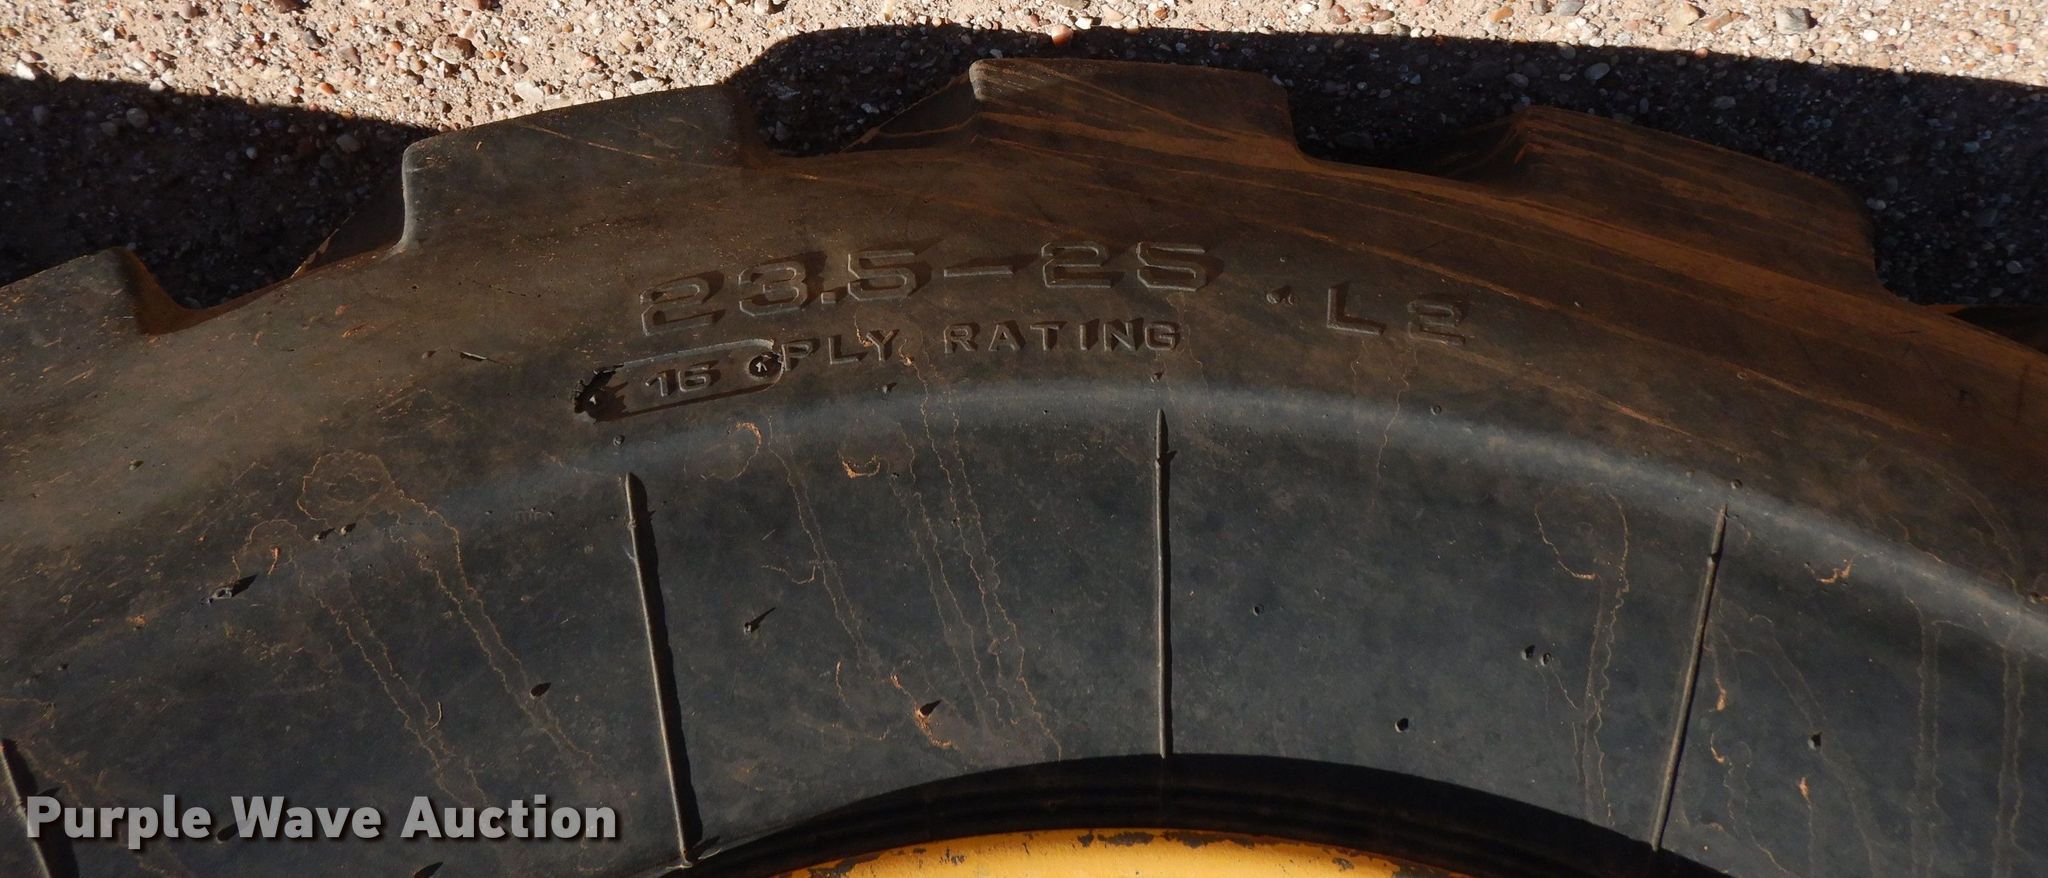 23.5-25 . L2
16 PLY RATING
Purple Wave Auction